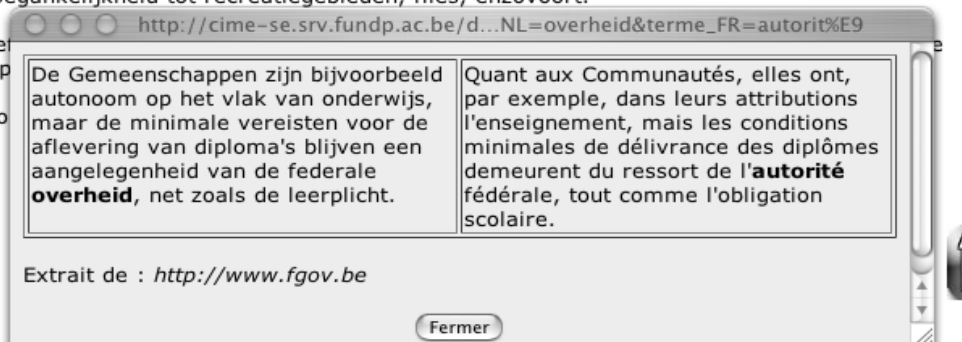 http://cime-se.srv.fundp.ac.be/d...NL=overheid&terme_FR=autorit%E9
De Gemeenschappen zijn bijvoorbeeld
autonoom op het vlak van onderwijs,
maar de minimale vereisten voor de
aflevering van diploma's blijven een
aangelegenheid van de federale
overheid, net zoals de leerplicht.
Quant aux Communautés, elles ont,
par exemple, dans leurs attributions
l'enseignement, mais les conditions
minimales de délivrance des diplômes
demeurent du ressort de l'autorité
fédérale, tout comme l'obligation
scolaire.
Extrait de : http://www.fgov.be
Fermer